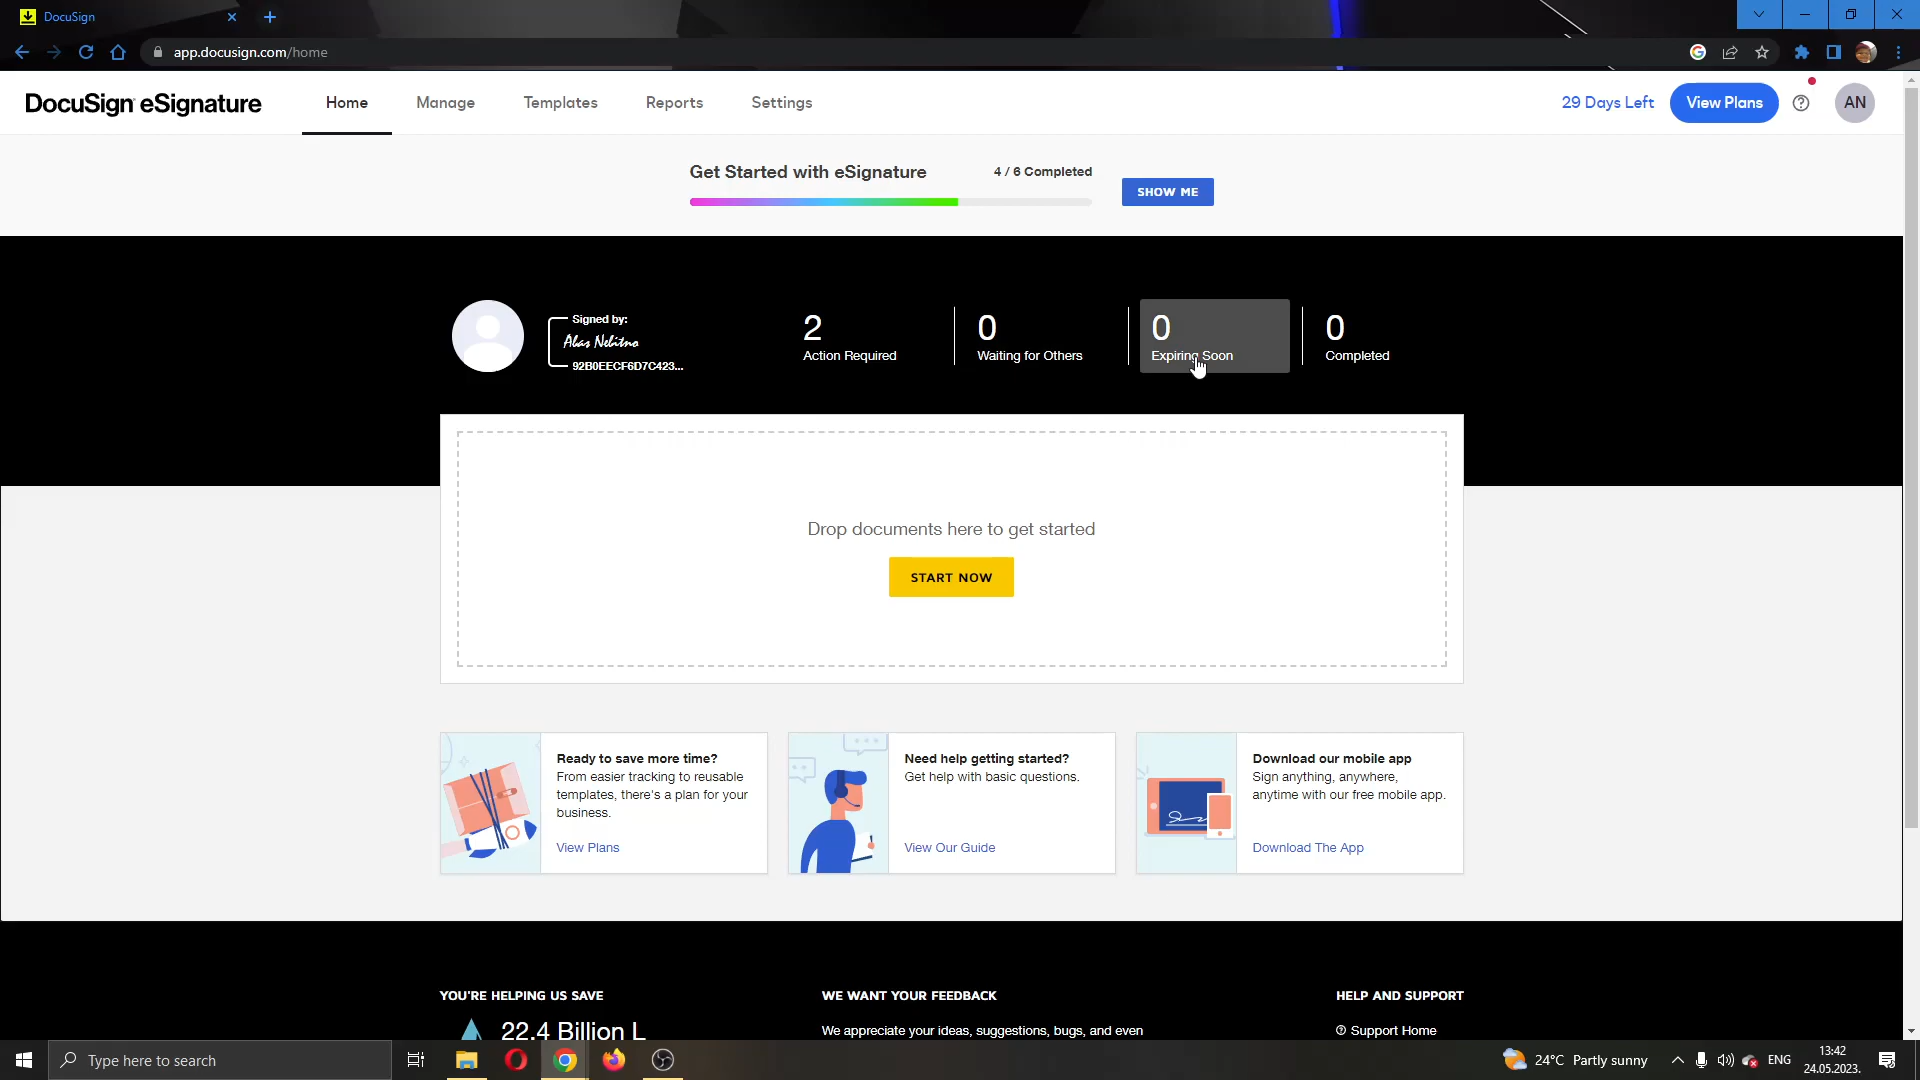 DocuSign
app.docusign.com/home
DocuSign eSignature
Home
Manage
Templates
Reports
Settings
29 Days Left
View Plans
AN
Get Started with eSignature
4 / 6 Completed
SHOW ME
Signed by:
Abas Nebitno
92B0EECF6D7C423...
2
Action Required
0
Waiting for Others
0
Expiring Soon
0
Completed
Drop documents here to get started
START NOW
Ready to save more time?
From easier tracking to reusable
templates, there's a plan for your
business.
View Plans
Need help getting started?
Get help with basic questions.
View Our Guide
Download our mobile app
Sign anything, anywhere,
anytime with our free mobile app.
Download The App
YOU'RE HELPING US SAVE
22.4 Billion L
WE WANT YOUR FEEDBACK
We appreciate your ideas, suggestions, bugs, and even
HELP AND SUPPORT
Support Home
Type here to search
24°C Partly sunny
ENG
13:42
24.05.2023.